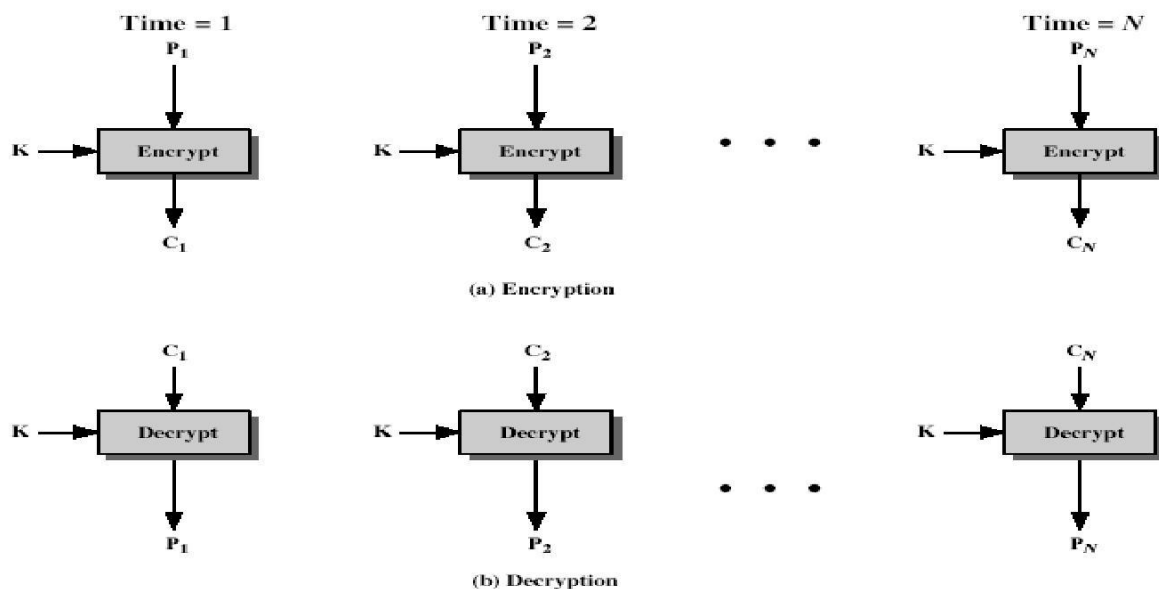 Time = 1 Time = 2 Time = N
P1 P2 PN
K Encrypt K Encrypt • • • K Encrypt
C1 C2 CN
(a) Encryption
C1 C2 CN
K Decrypt K Decrypt K Decrypt
• • •
P1 P2 PN
(b) Decryption